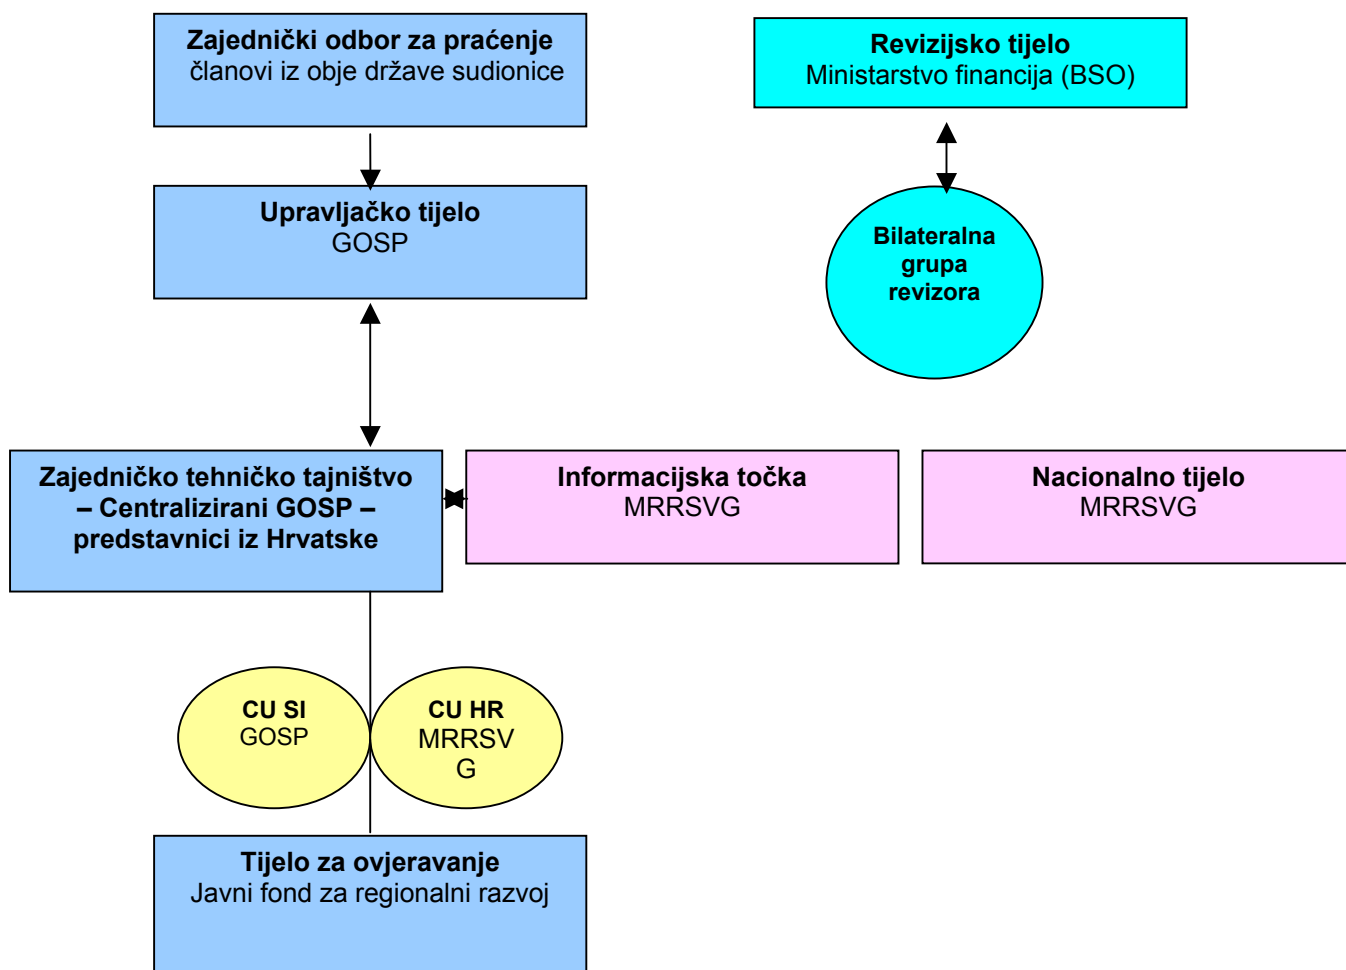 Zajednički odbor za praćenje
članovi iz obje države sudionice
Revizijsko tijelo
Ministarstvo financija (BSO)
Upravljačko tijelo
GOSP
Bilateralna
grupa
revizora
Zajedničko tehničko tajništvo
– Centralizirani GOSP –
predstavnici iz Hrvatske
Informacijska točka
MRRSVG
Nacionalno tijelo
MRRSVG
CU SI
GOSP
CU HR
MRRSV
G
Tijelo za ovjeravanje
Javni fond za regionalni razvoj